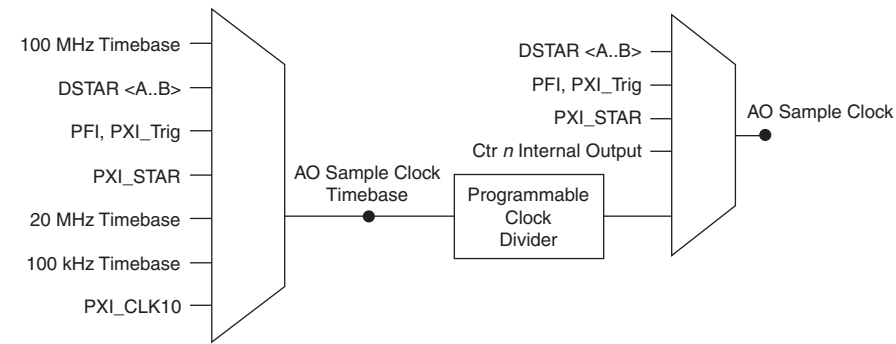 100 MHz Timebase
DSTAR <A..B>
PFI, PXI_Trig
PXI_STAR
20 MHz Timebase
100 kHz Timebase
PXI_CLK10
AO Sample Clock
Timebase
Programmable
Clock
Divider
DSTAR <A..B>
PFI, PXI_Trig
PXI_STAR
Ctr n Internal Output
AO Sample Clock